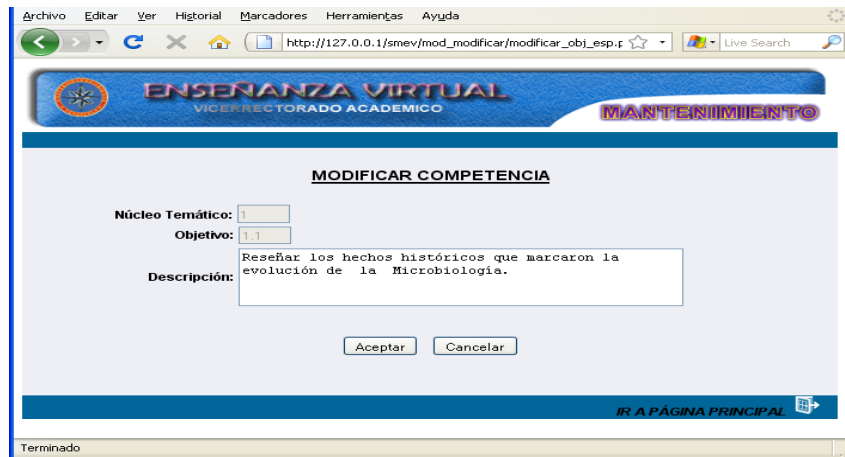 Archivo Editar Ver Historial Marcadores Herramientas Ayuda
http://127.0.0.1/smev/mod_modificar/modificar_obj_esp.p Live Search
ENSEÑANZA VIRTUAL
VICERRECTORADO ACADEMICO
MANTENIMIENTO
MODIFICAR COMPETENCIA
Núcleo Temático: 1
Objetivo: 1.1
Descripción: Reseñar los hechos históricos que marcaron la
evolución de la Microbiología.
Aceptar Cancelar
IR A PÁGINA PRINCIPAL
Terminado